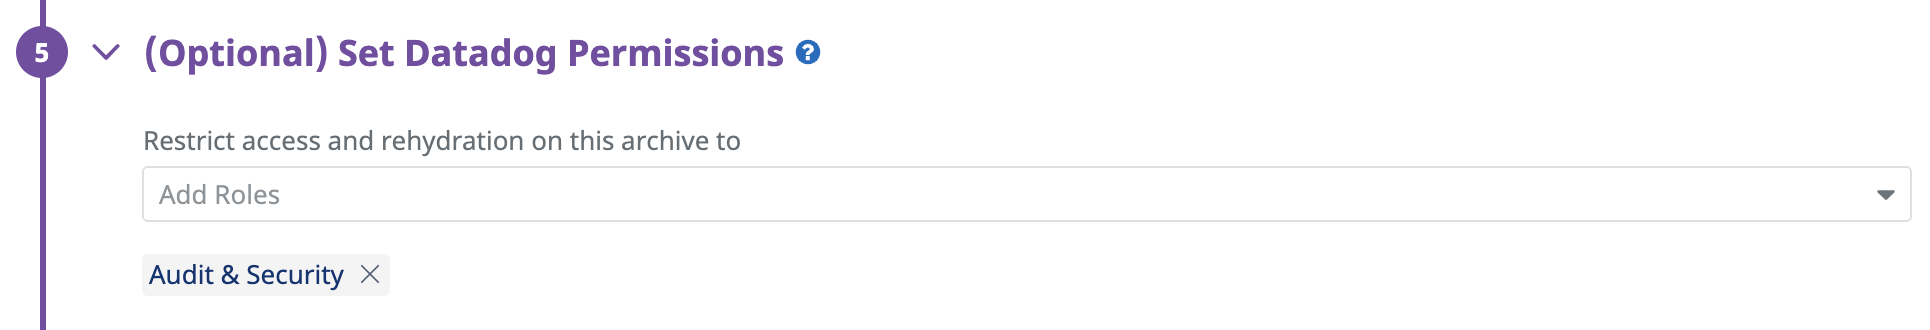 5
(Optional) Set Datadog Permissions ?
Restrict access and rehydration on this archive to
Add Roles
Audit & Security